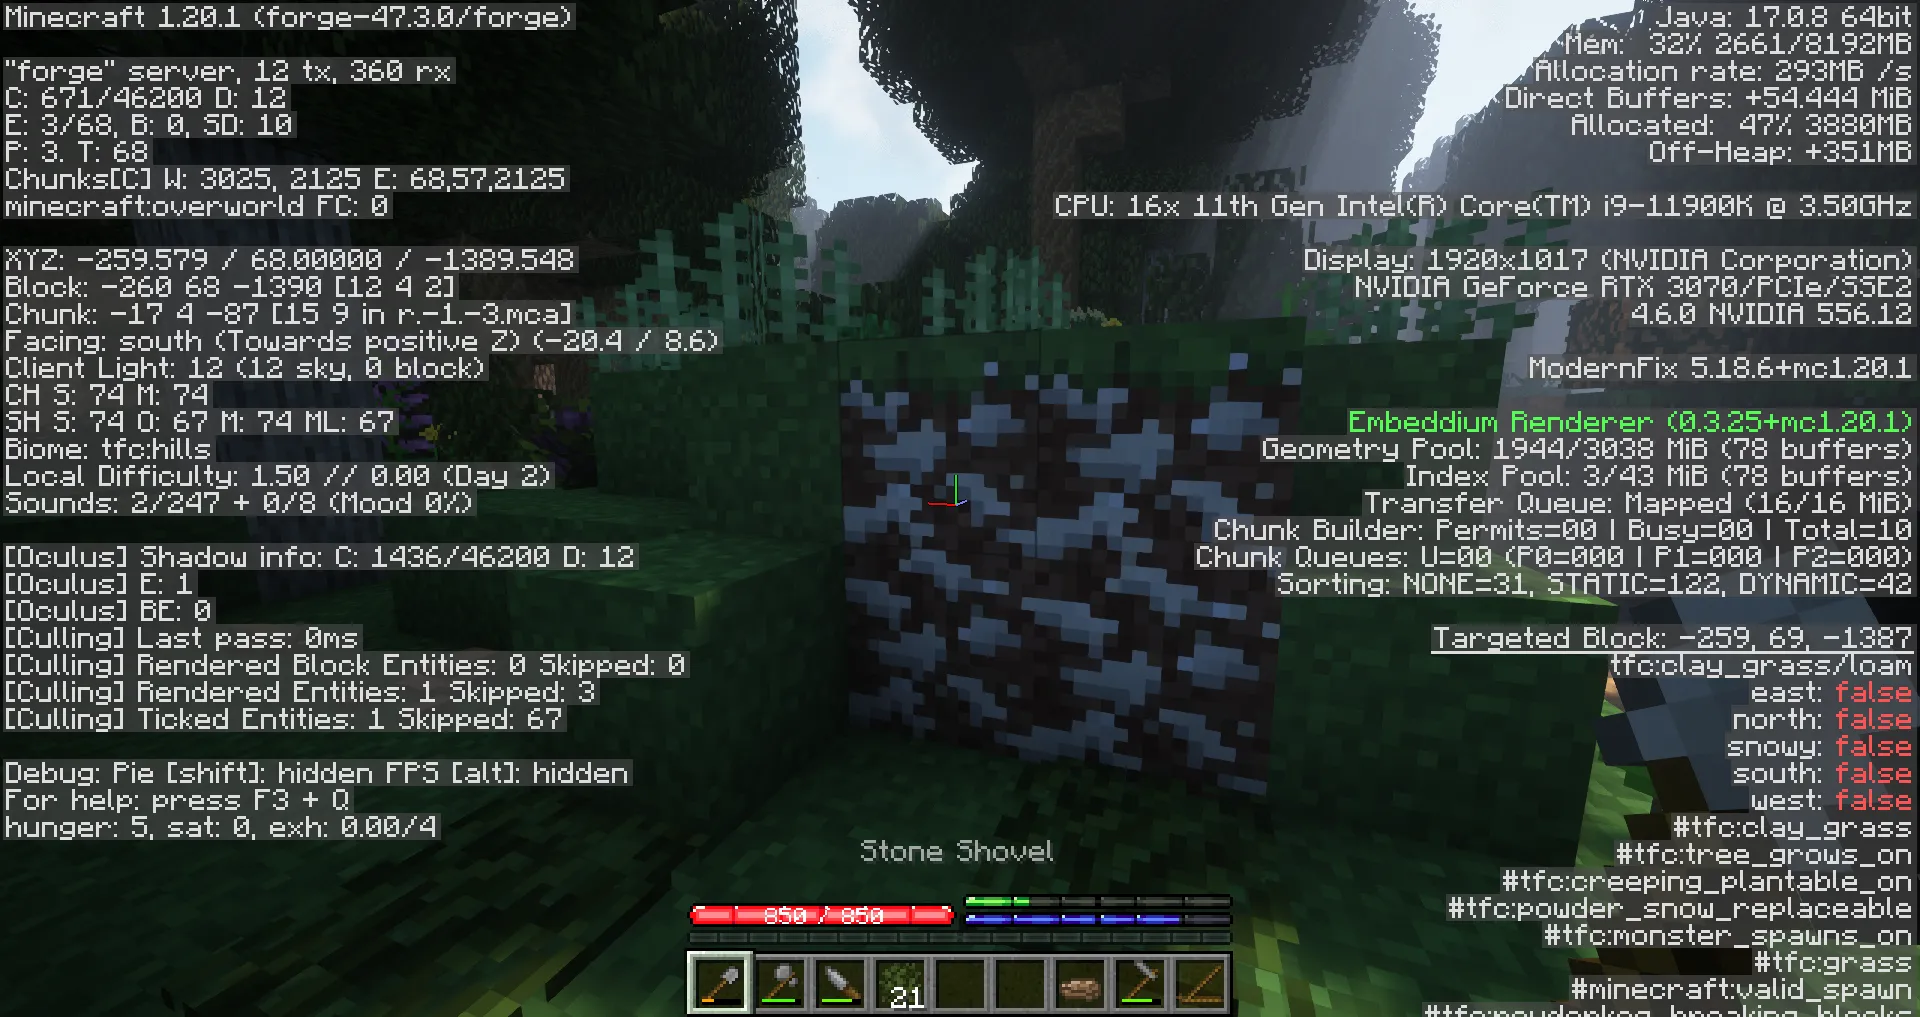 Minecraft 1.20.1 (forge-47.3.0/forge)
"forge" server, 12 tx, 360 rx
C: 671/46200 D: 12
E: 3/68, B: 0, SD: 10
P: 3. T: 68
Chunks[C] W: 3025, 2125 E: 68,57,2125
minecraft:overworld FC: 0
XYZ: -259.579 / 68.00000 / -1389.548
Block: -260 68 -1390 [12 4 2]
Chunk: -17 4 -87 [15 9 in r.-1.-3.mca]
Facing: south (Towards positive Z) (-20.4 / 8.6)
Client Light: 12 (12 sky, 0 block)
CH S: 74 M: 74
SH S: 74 O: 67 M: 74 ML: 67
Biome: tfc:hills
Local Difficulty: 1.50 // 0.00 (Day 2)
Sounds: 2/247 + 0/8 (Mood 0%)
[Oculus] Shadow info: C: 1436/46200 D: 12
[Oculus] E: 1
[Oculus] BE: 0
[Culling] Last pass: 0ms
[Culling] Rendered Block Entities: 0 Skipped: 0
[Culling] Rendered Entities: 1 Skipped: 3
[Culling] Ticked Entities: 1 Skipped: 67
Debug: Pie [shift]: hidden FPS [alt]: hidden
For help: press F3 + Q
hunger: 5, sat: 0, exh: 0.00/4
Java: 17.0.8 64bit
Mem: 32% 2661/8192MB
Allocation rate: 293MB /s
Direct Buffers: +54.444 MiB
Allocated: 47% 3880MB
Off-Heap: +351MB
CPU: 16x 11th Gen Intel(R) Core(TM) i9-11900K @ 3.50GHz
Display: 1920x1017 (NVIDIA Corporation)
NVIDIA GeForce RTX 3070/PCIe/SSE2
4.6.0 NVIDIA 556.12
ModernFix 5.18.6+mc1.20.1
Embeddium Renderer (0.3.25+mc1.20.1)
Geometry Pool: 1944/3038 MiB (78 buffers)
Index Pool: 3/43 MiB (78 buffers)
Transfer Queue: Mapped (16/16 MiB)
Chunk Builder: Permits=00 | Busy=00 | Total=10
Chunk Queues: U=00 (P0=000 | P1=000 | P2=000)
Sorting: NONE=31, STATIC=122, DYNAMIC=42
Targeted Block: -259, 69, -1387
tfc:clay_grass/loam
east: false
north: false
snowy: false
south: false
west: false
#tfc:clay_grass
#tfc:tree_grows_on
#tfc:creeping_plantable_on
#tfc:powder_snow_replaceable
#tfc:monster_spawns_on
#tfc:grass
#minecraft:valid_spawn
#tfc:powderkeg_breaking_blocks
Stone Shovel
850 / 850
21